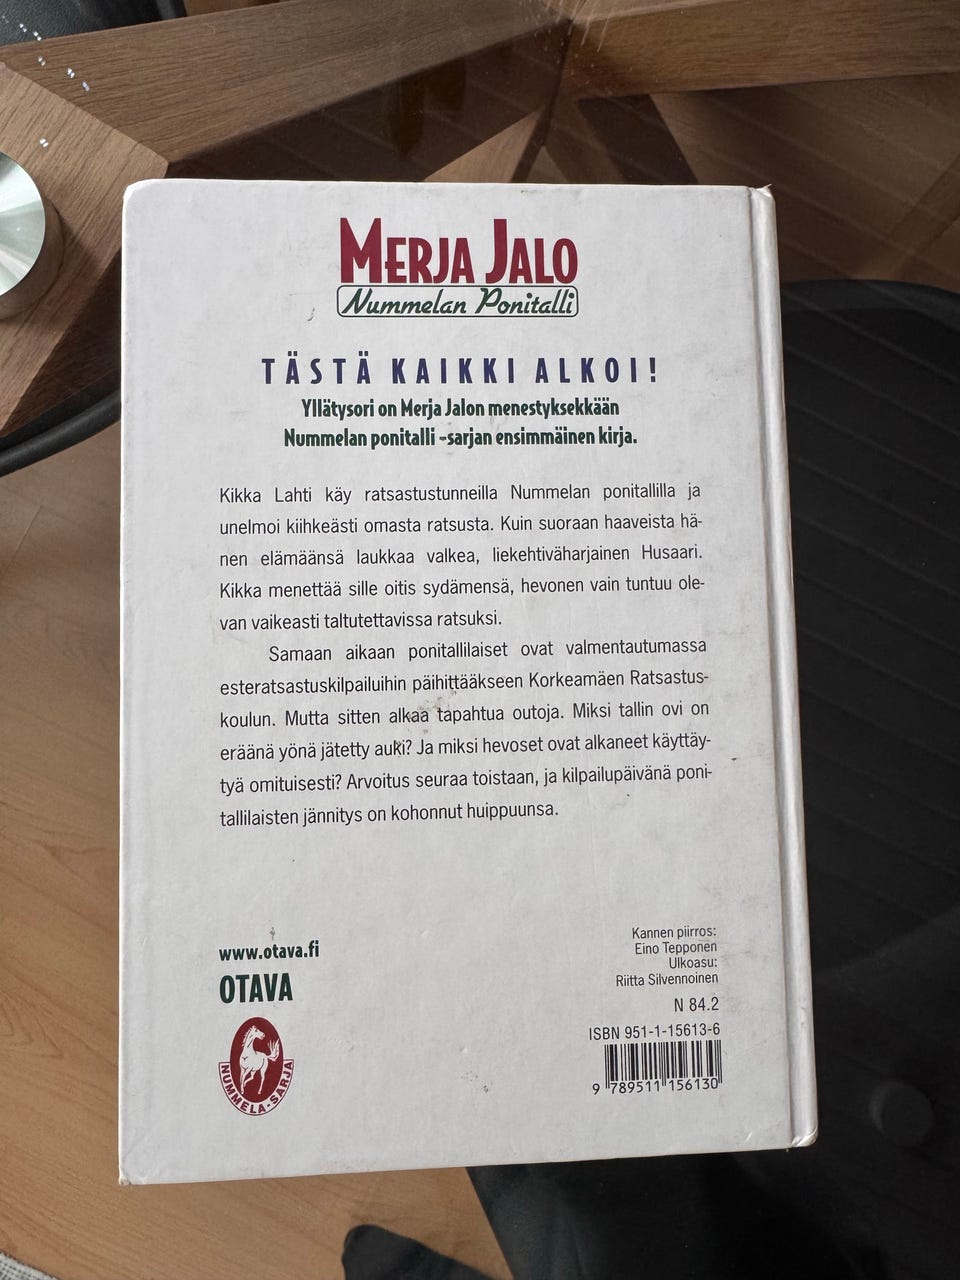 MERJA JALO
Nummelan Ponitalli
TÄSTÄ KAIKKI ALKOI!
Yllätysori on Merja Jalon menestyksekkään
Nummelan ponitalli -sarjan ensimmäinen kirja.
Kikka Lahti käy ratsastustunneilla Nummelan ponitallilla ja
unelmoi kiihkeästi omasta ratsusta. Kuin suoraan haaveista hä-
nen elämäänsä laukkaa valkea, liekehtiväharjainen Husaari.
Kikka menettää sille oitis sydämensä, hevonen vain tuntuu ole-
van vaikeasti taltutettavissa ratsuksi.
Samaan aikaan ponitallilaiset ovat valmentautumassa
esteratsastuskilpailuihin päihittääkseen Korkeamäen Ratsastus-
koulun. Mutta sitten alkaa tapahtua outoja. Miksi tallin ovi on
eräänä yönä jätetty auki? Ja miksi hevoset ovat alkaneet käyttäy-
tyä omituisesti? Arvoitus seuraa toistaan, ja kilpailupäivänä poni-
tallilaisten jännitys on kohonnut huippuunsa.
www.otava.fi
OTAVA
NUMMELA-SARJA
Kannen piirros:
Eino Tepponen
Ulkoasu:
Riitta Silvennoinen
N 84.2
ISBN 951-1-15613-6
9 789511 156130